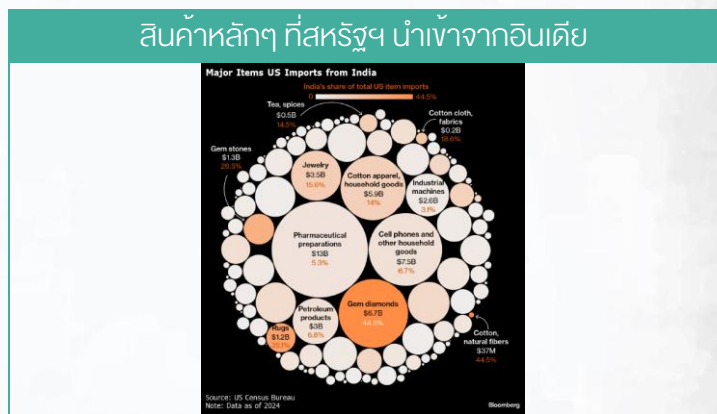 สินค้าหลักๆ ที่สหรัฐฯ นำเข้าจากอินเดีย
Major Items US Imports from India
India's share of total US item imports
0
44.5%
Tea, spices
$0.5B
14.5%
Cotton cloth,
fabrics
$0.2B
18.6%
Gem stones
$1.3B
Jewelry
$3.5B
15.6%
Cotton apparel,
household goods
$5.9B
14%
Industrial
machines
$2.6B
3.1%
Pharmaceutical
preparations
$13B
5.3%
Cell phones and
other household
goods
$7.5B
6.7%
Petroleum
products
$3B
6.8%
Gem diamonds
$6.7B
44.5%
Rugs
$1.2B
Cotton,
natural fibers
$37M
44.5%
Source: US Census Bureau
Note: Data as of 2024
Bloomberg